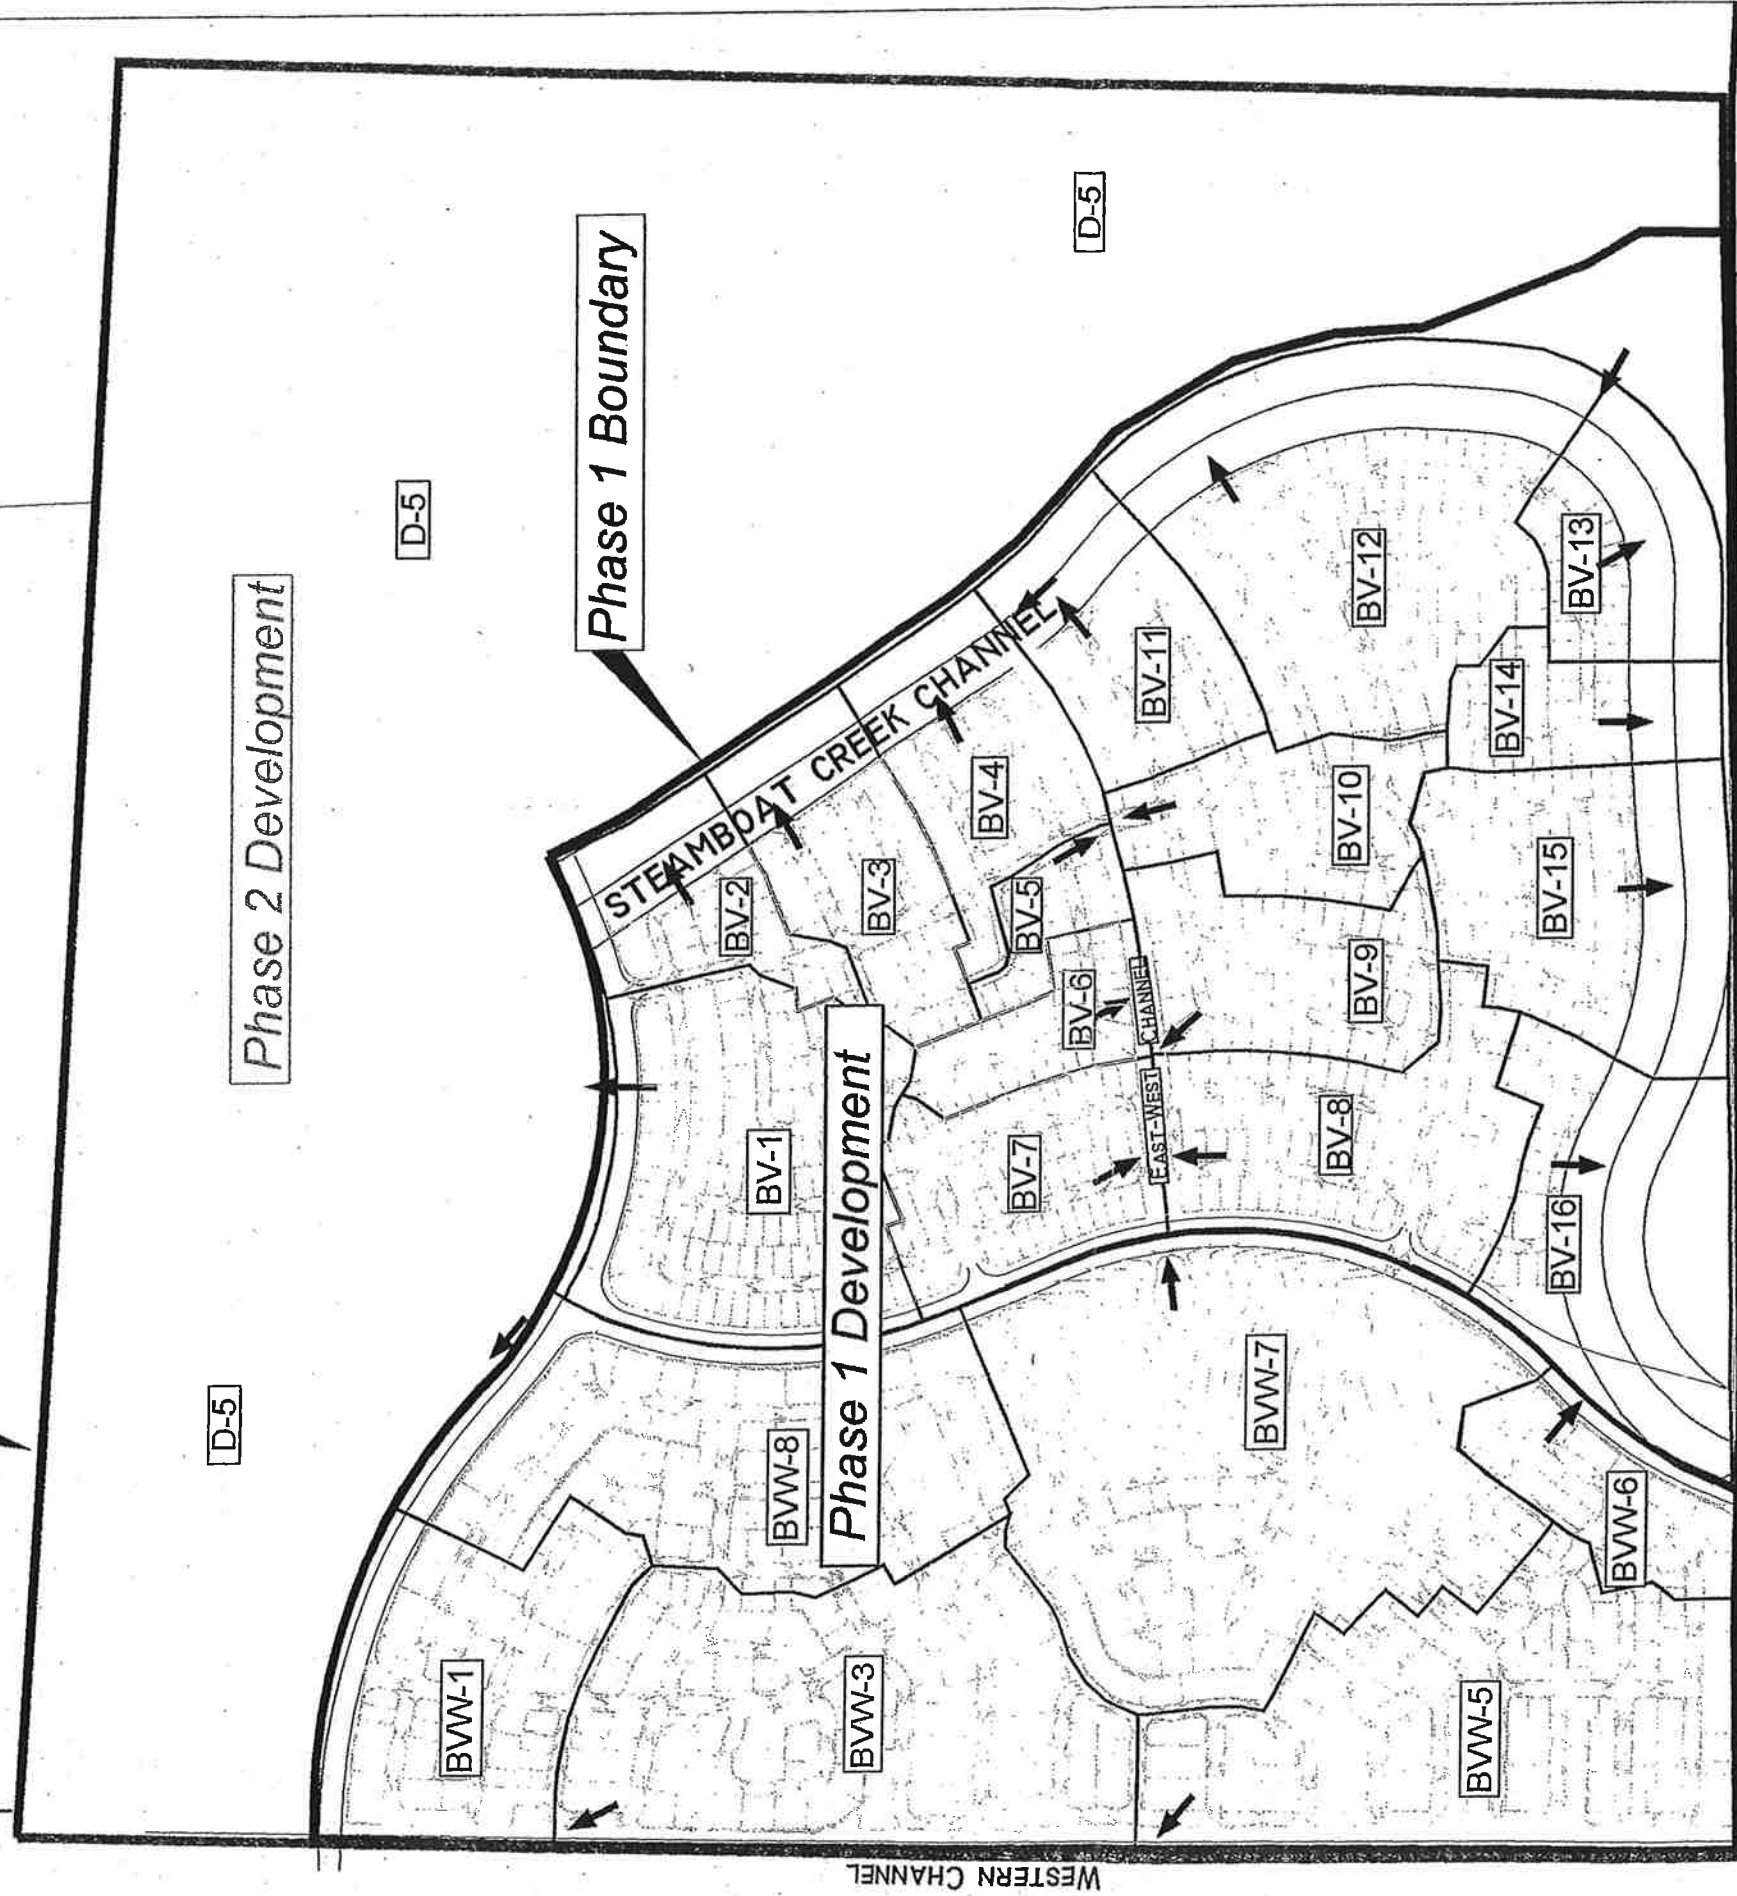 Phase 2 Development
D-5
D-5
D-5
Phase 1 Boundary
STEAMBOAT CREEK CHANNEL
BV-1
BV-2
BV-3
BV-4
BV-5
BV-6
BV-7
BV-8
BV-9
BV-10
BV-11
BV-12
BV-13
BV-14
BV-15
BV-16
EAST-WEST CHANNEL
Phase 1 Development
BVW-1
BVW-3
BVW-5
BVW-6
BVW-7
BVW-8
WESTERN CHANNEL